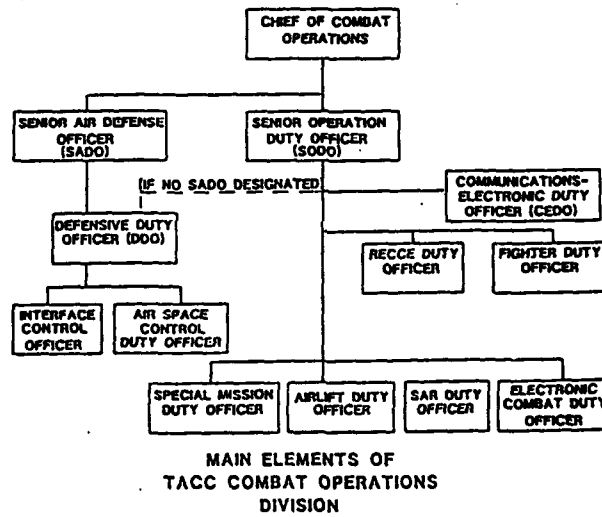 CHIEF OF COMBAT
OPERATIONS
SENIOR AIR DEFENSE
OFFICER
(SADO)
SENIOR OPERATION
DUTY OFFICER
(SODO)
(IF NO SADO DESIGNATED)
COMMUNICATIONS-
ELECTRONIC DUTY
OFFICER (CEDO)
DEFENSIVE DUTY
OFFICER (DDO)
RECCE DUTY
OFFICER
FIGHTER DUTY
OFFICER
INTERFACE
CONTROL
OFFICER
AIR SPACE
CONTROL
DUTY OFFICER
SPECIAL MISSION
DUTY OFFICER
AIRLIFT DUTY
OFFICER
SAR DUTY
OFFICER
ELECTRONIC
COMBAT DUTY
OFFICER
MAIN ELEMENTS OF
TACC COMBAT OPERATIONS
DIVISION